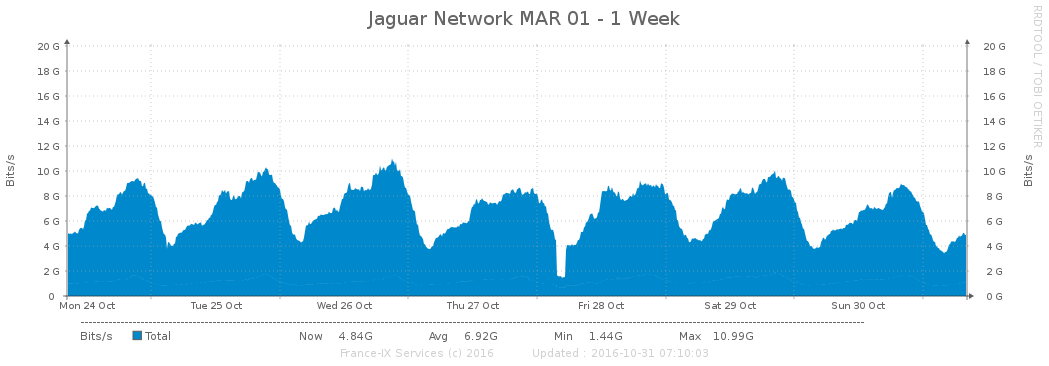 Jaguar Network MAR 01 - 1 Week
RRDTOOL / TOBI OETIKER
Bits/s
20 G 20 G
18 G 18 G
16 G 16 G
14 G 14 G
12 G 12 G
10 G 10 G
8 G 8 G
6 G 6 G
4 G 4 G
2 G 2 G
0 0 G
Bits/s
Mon 24 Oct Tue 25 Oct Wed 26 Oct Thu 27 Oct Fri 28 Oct Sat 29 Oct Sun 30 Oct
Bits/s Total Now 4.84G Avg 6.92G Min 1.44G Max 10.99G
France-IX Services (c) 2016 Updated : 2016-10-31 07:10:03